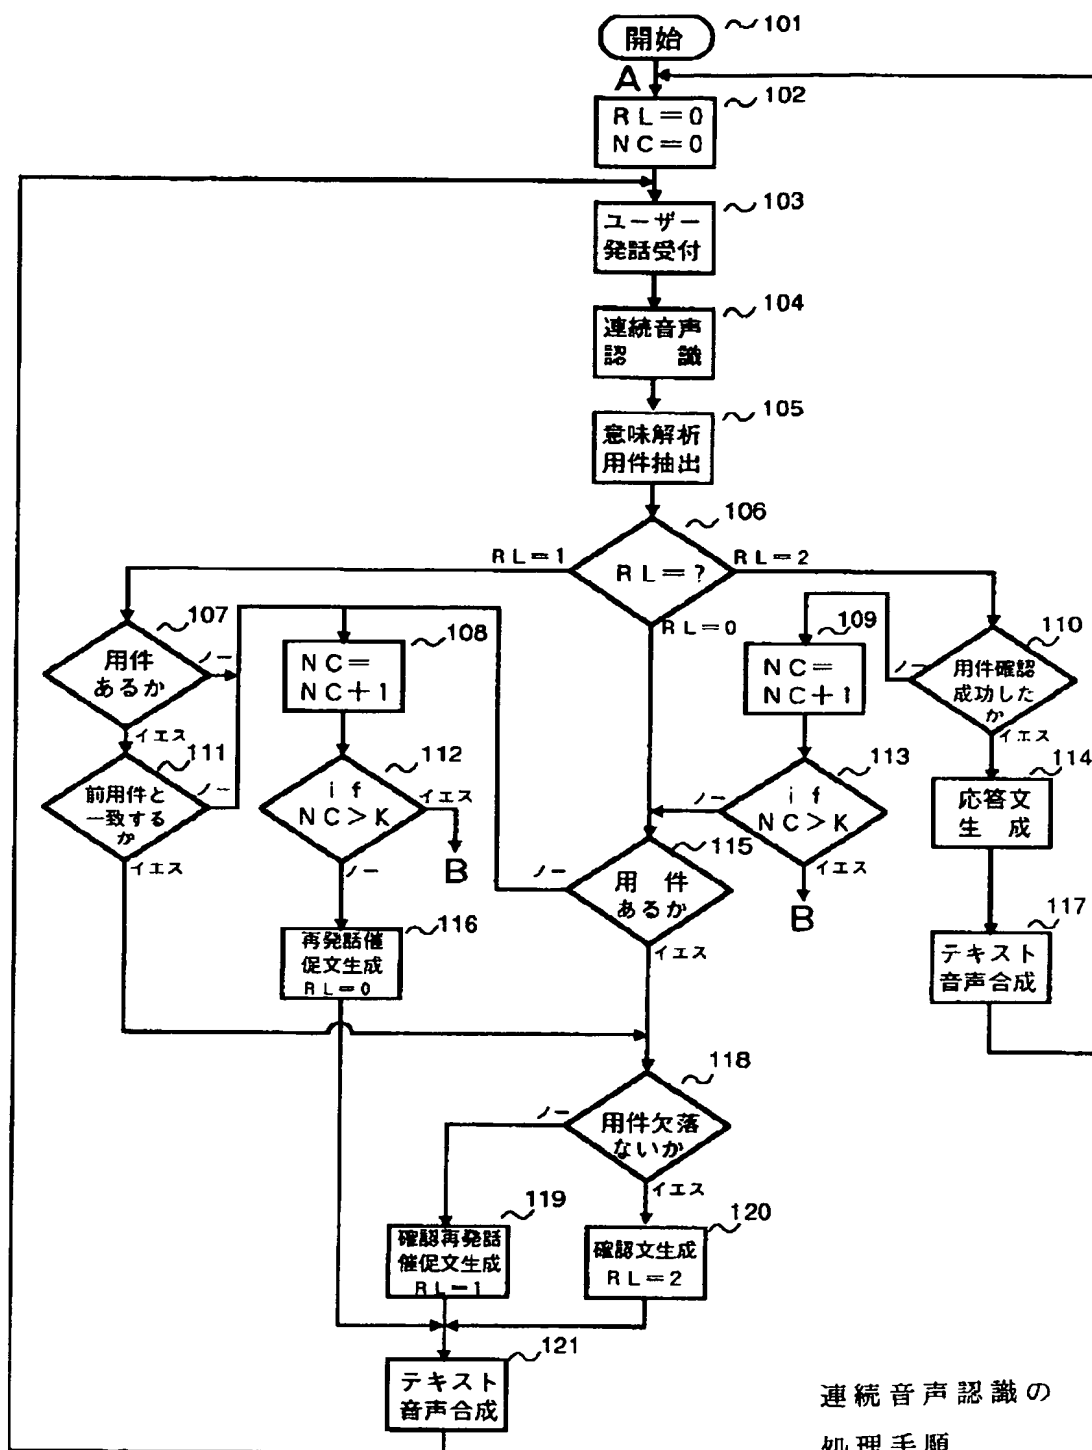 開始
101
A
102
RL=0
NC=0
103
ユーザー
発話受付
104
連続音声
認識
105
意味解析
用件抽出
106
RL=1
RL=?
RL=2
RL=0
107
用件
あるか
ノー
イエス
108
NC=
NC+1
109
NC=
NC+1
110
用件確認
成功した
か
ノー
イエス
111
前用件と
一致する
か
ノー
イエス
112
if
NC>K
イエス
B
ノー
113
if
NC>K
ノー
イエス
B
114
応答文
生成
115
用件
あるか
ノー
イエス
116
再発話催
促文生成
RL=0
117
テキスト
音声合成
118
用件欠落
ないか
ノー
イエス
119
確認再発話
催促文生成
RL=1
120
確認文生成
RL=2
121
テキスト
音声合成
連続音声認識の
処理手順